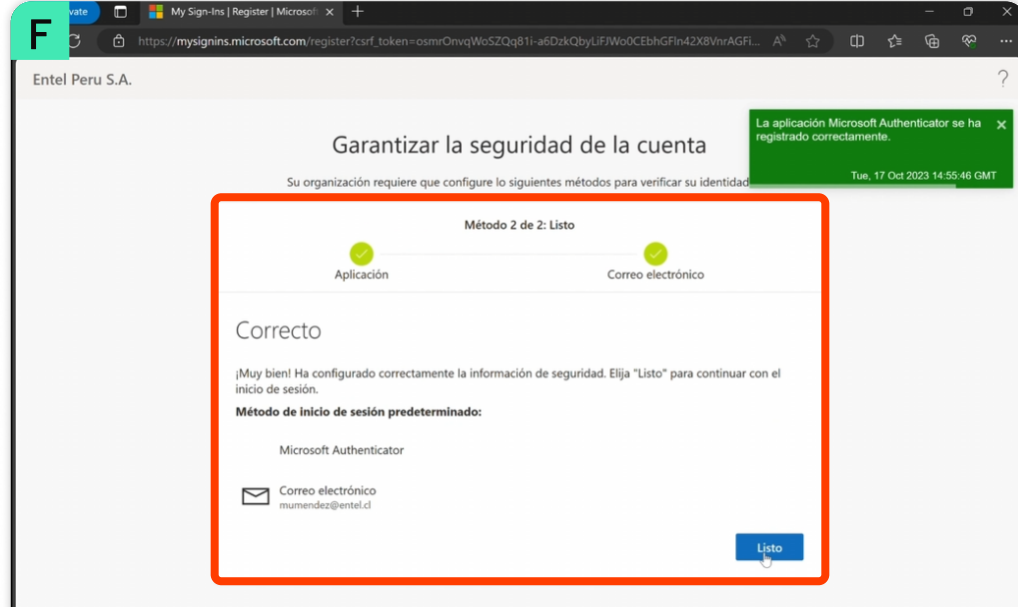 F
vate
My Sign-Ins | Register | Microsof
https://mysignins.microsoft.com/register?csrf_token=osmrOnvqWoSZQq81i-a6DzkQbyLiFJWo0CEbhGFIn42X8VnrAGFi...
Entel Peru S.A.
?
La aplicación Microsoft Authenticator se ha
registrado correctamente.
Tue, 17 Oct 2023 14:55:46 GMT
Garantizar la seguridad de la cuenta
Su organización requiere que configure lo siguientes métodos para verificar su identidad
Método 2 de 2: Listo
Aplicación
Correo electrónico
Correcto
¡Muy bien! Ha configurado correctamente la información de seguridad. Elija "Listo" para continuar con el
inicio de sesión.
Método de inicio de sesión predeterminado:
Microsoft Authenticator
Correo electrónico
mumendez@entel.cl
Listo